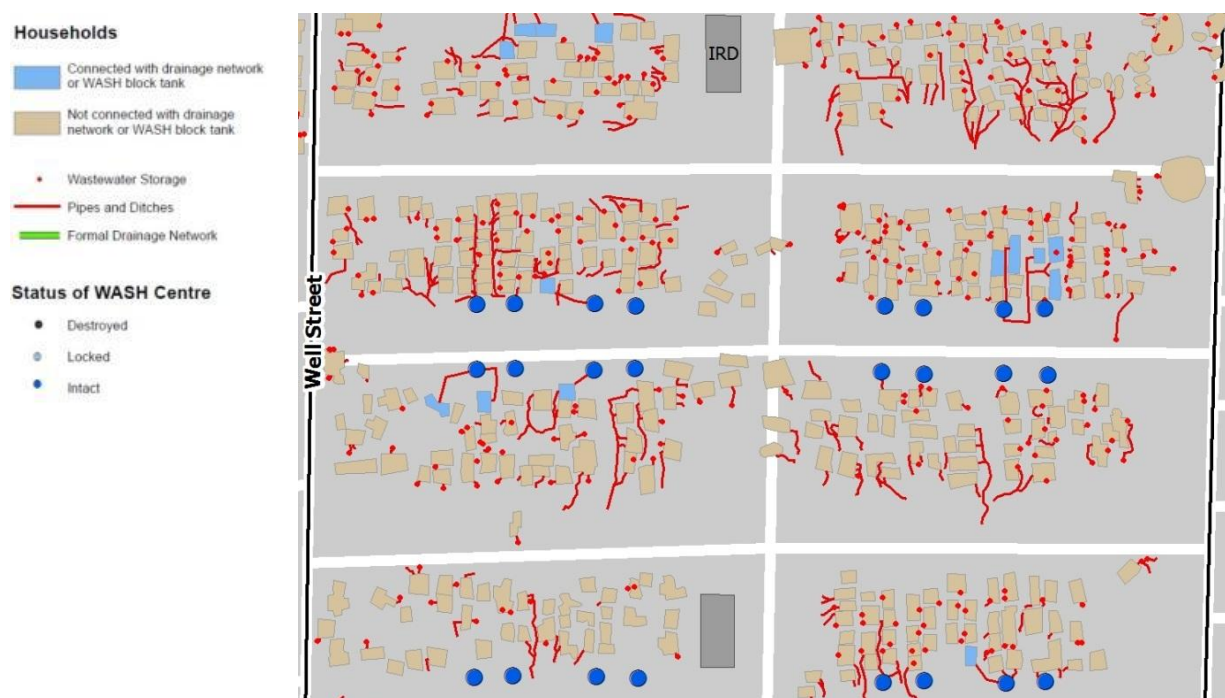 Households
Connected with drainage network
or WASH block tank
Not connected with drainage
network or WASH block tank
Wastewater Storage
Pipes and Ditches
Formal Drainage Network
Status of WASH Centre
Destroyed
Locked
Intact
IRD
Well Street